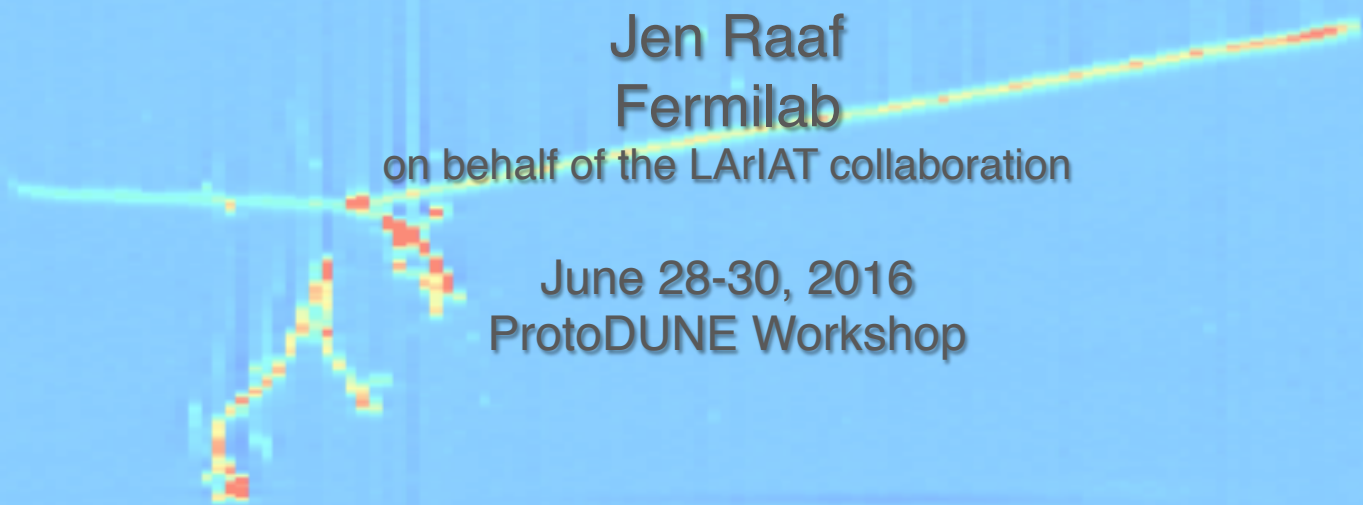 Jen Raaf
Fermilab
on behalf of the LArIAT collaboration
June 28-30, 2016
ProtoDUNE Workshop